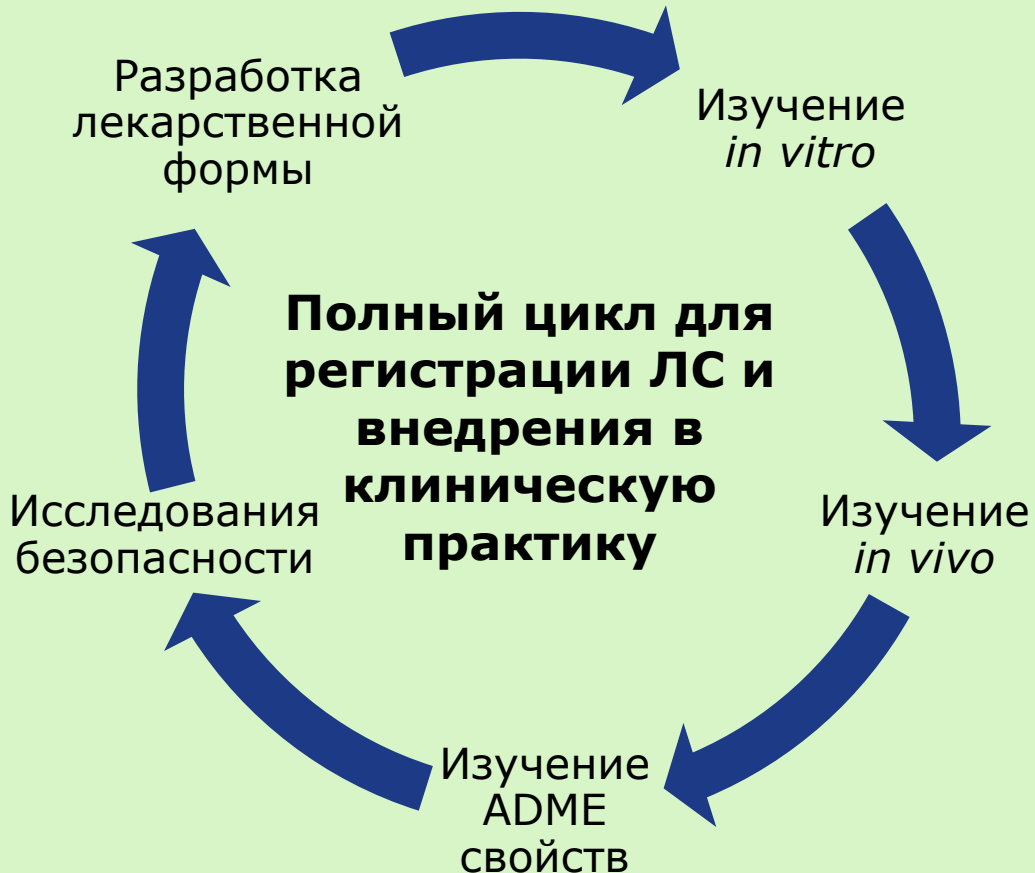 Разработка
лекарственной
формы
Изучение
in vitro
Полный цикл для
регистрации ЛС и
внедрения в
клиническую
практику
Исследования
безопасности
Изучение
in vivo
Изучение
ADME
свойств